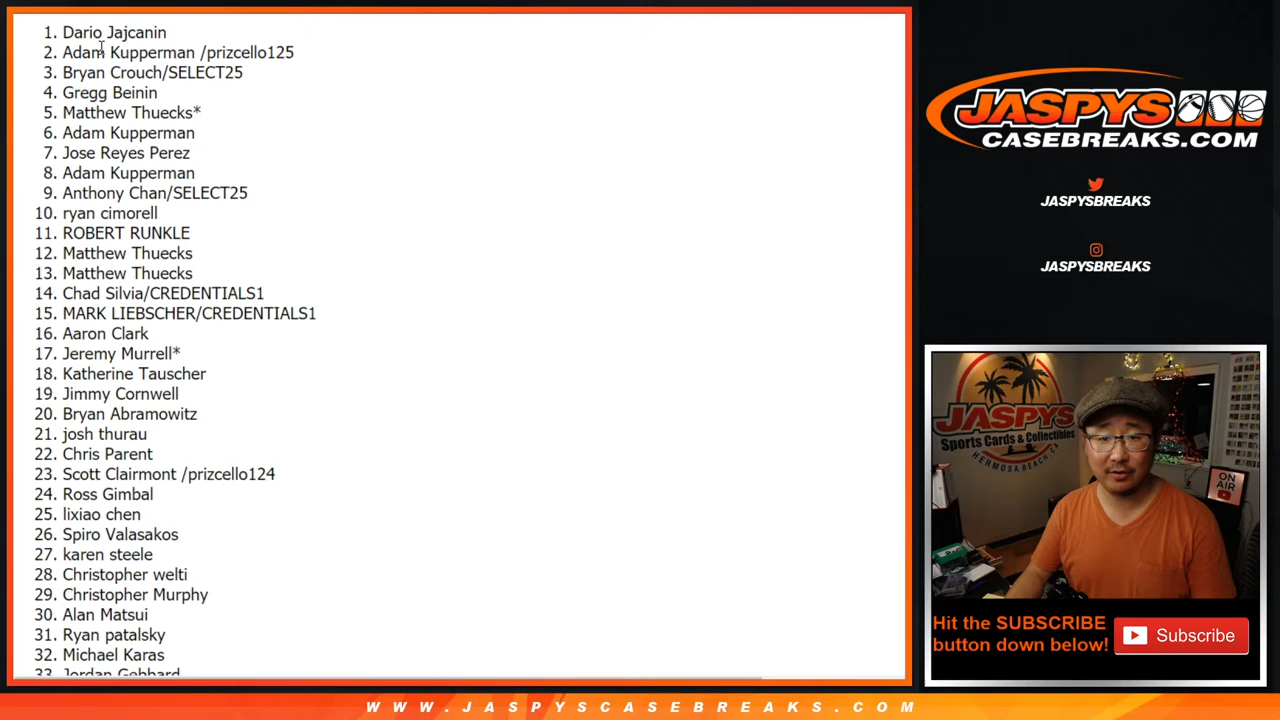 1. Dario Jajcanin
2. Adam Kupperman /prizcello125
3. Bryan Crouch/SELECT25
4. Gregg Beinin
5. Matthew Thuecks*
6. Adam Kupperman
7. Jose Reyes Perez
8. Adam Kupperman
9. Anthony Chan/SELECT25
10. ryan cimorell
11. ROBERT RUNKLE
12. Matthew Thuecks
13. Matthew Thuecks
14. Chad Silvia/CREDENTIALS1
15. MARK LIEBSCHER/CREDENTIALS1
16. Aaron Clark
17. Jeremy Murrell*
18. Katherine Tauscher
19. Jimmy Cornwell
20. Bryan Abramowitz
21. josh thurau
22. Chris Parent
23. Scott Clairmont /prizcello124
24. Ross Gimbal
25. lixiao chen
26. Spiro Valasakos
27. karen steele
28. Christopher welti
29. Christopher Murphy
30. Alan Matsui
31. Ryan patalsky
32. Michael Karas
33. Jordan Gebhard
JASPYS
CASEBREAKS.COM
JASPYSBREAKS
JASPYSBREAKS
JASPYS
Sports Cards & Collectibles
HERMOSA BEACH, CA
ON AIR
Hit the SUBSCRIBE
button down below!
Subscribe
WWW.JASPYSCASEBREAKS.COM